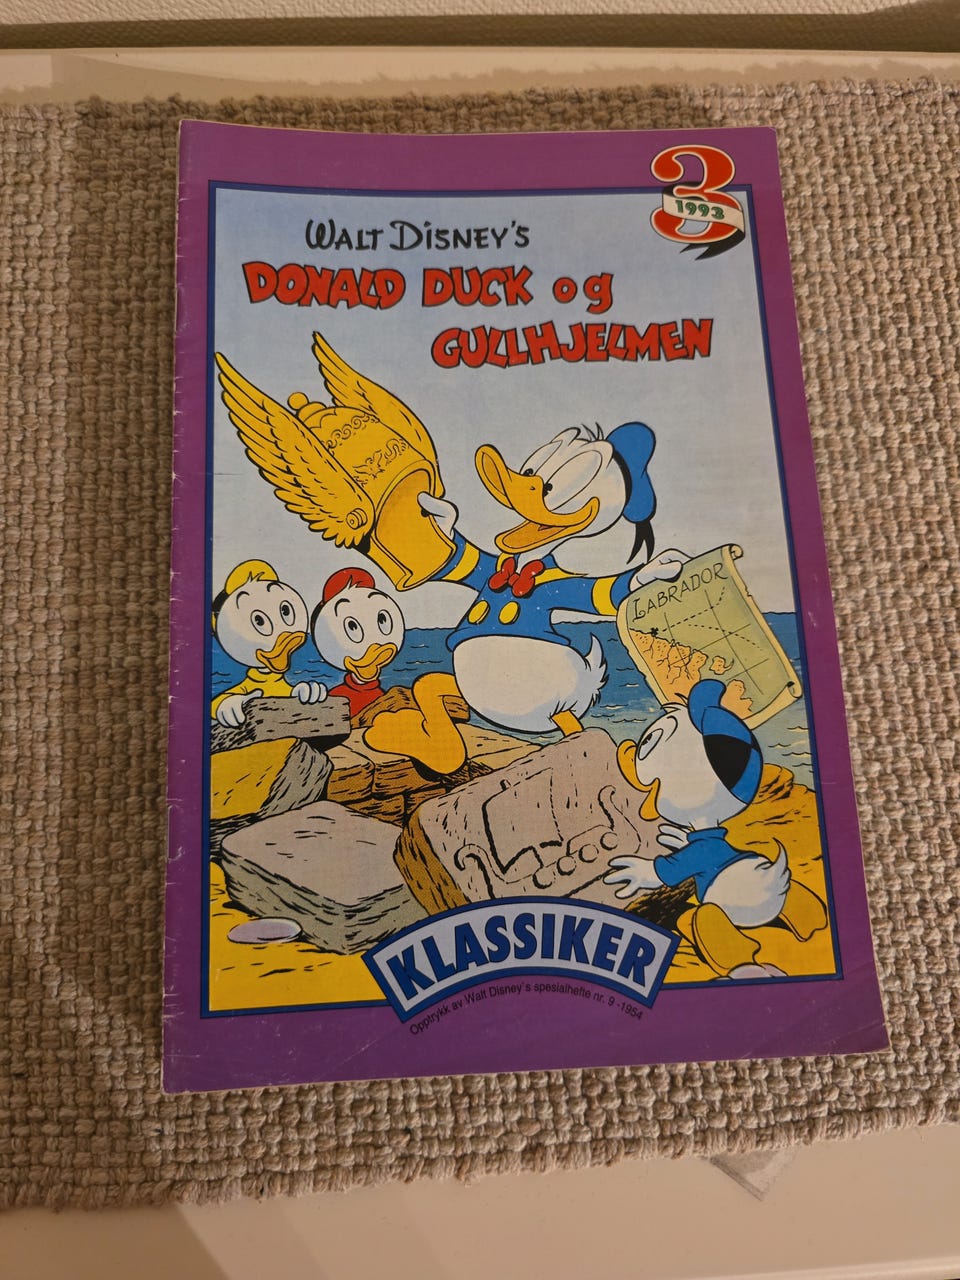 3
1993
WALT DISNEY'S
DONALD DUCK og
GULLHJELMEN
LABRADOR
KLASSIKER
Opptrykk av Walt Disney's spesialhefte nr. 9 -1954